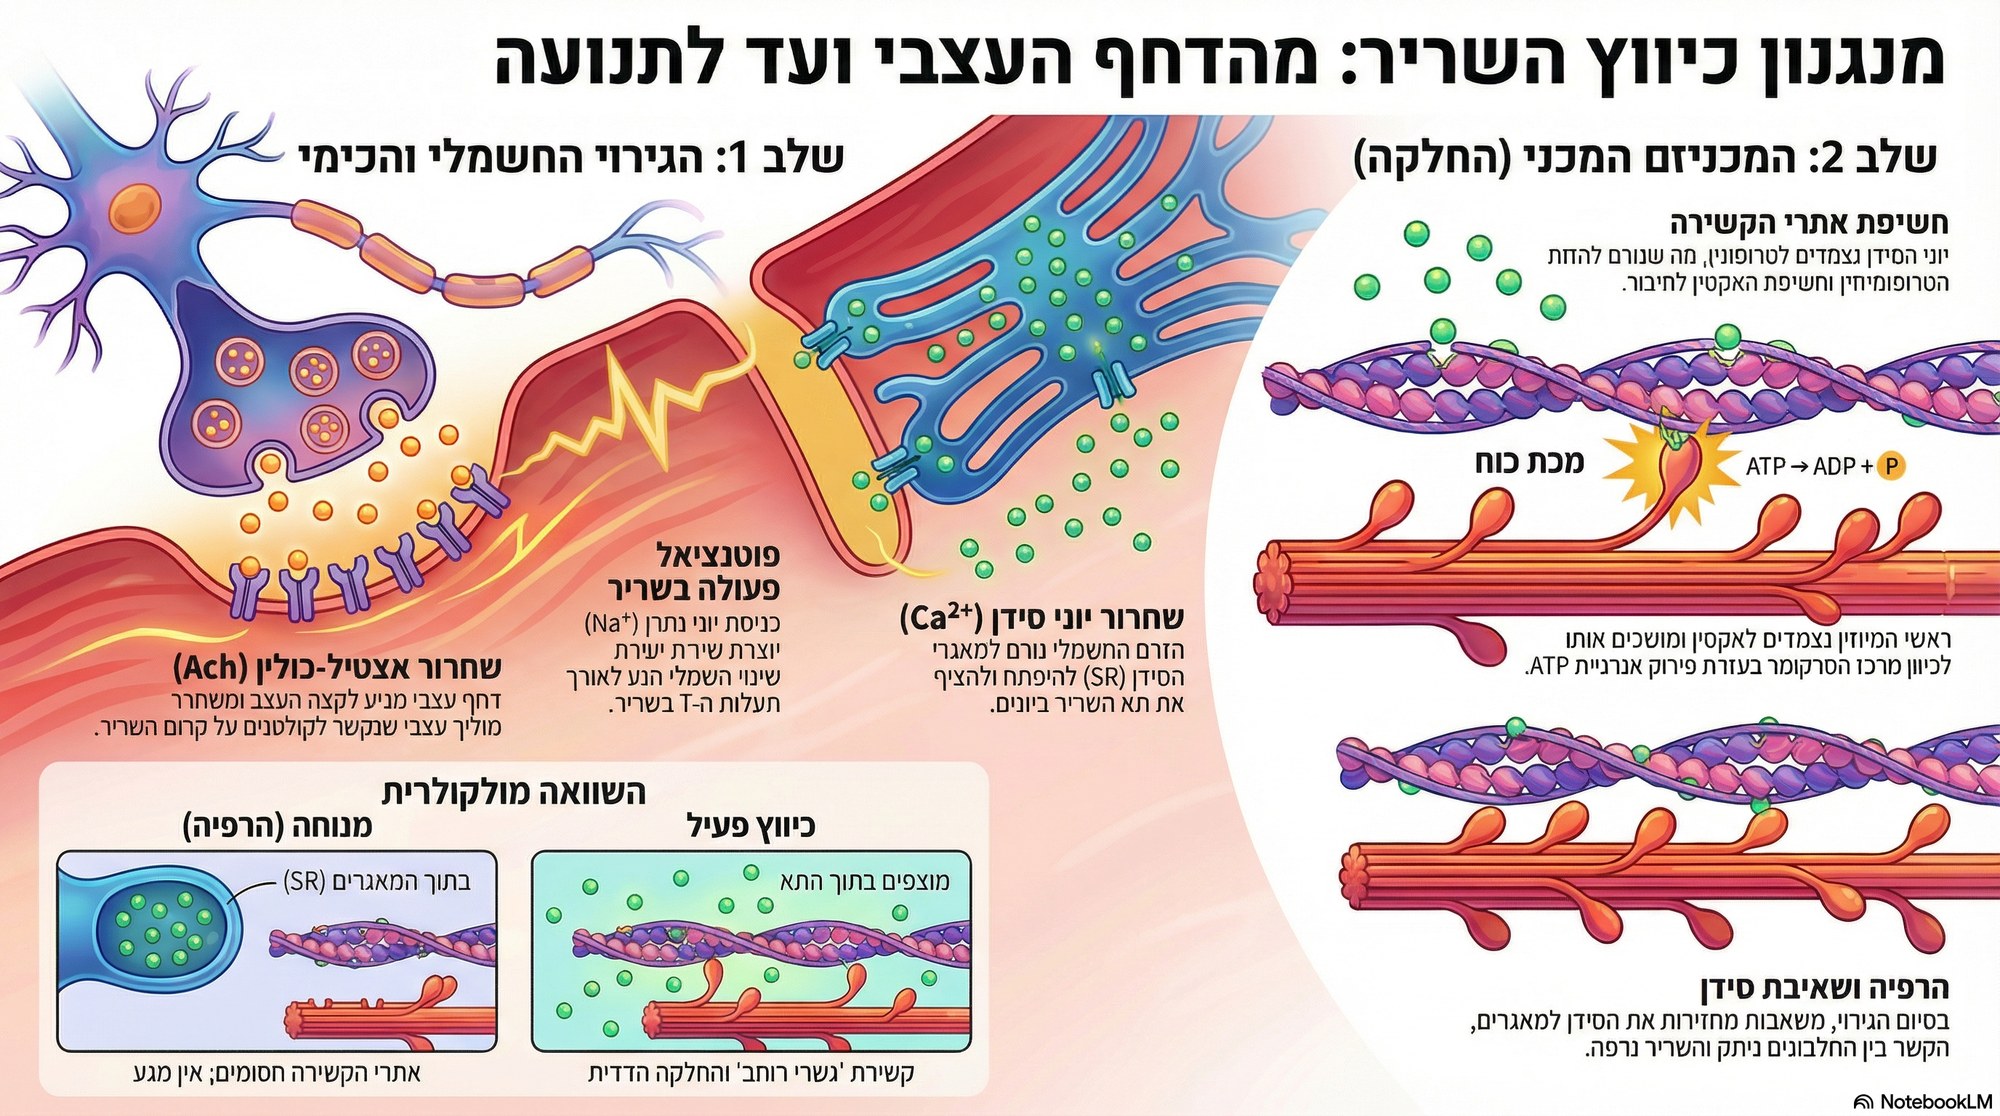 מנגנון כיווץ השריר: מהדחף העצבי ועד לתנועה
שלב 1: הגירוי החשמלי והכימי
שחרור אצטיל-כולין (Ach)
דחף עצבי מניע לקצה העצב ומשחרר
מוליך עצבי שנקשר לקולטנים על קרום השריר.
פוטנציאל
פעולה בשריר
כניסת יוני נתרן (Na⁺)
יוצרת שירת יעירת
שינוי השמלי הנע לאורך
תעלות ה-T בשריר.
שחרור יוני סידן (Ca²⁺)
הזרם החשמלי נורם למאגרי
הסידן (SR) להיפתח ולהציף
את תא השריר ביונים.
שלב 2: המכניזם המכני (החלקה)
חשיפת אתרי הקשירה
יוני הסידן נצמדים לטרופונין, מה שנורם להזת
הטרופומיוזין וחשיפת האקטין לחיבור.
מכת כוח
ATP → ADP + P
ראשי המיוזין נצמדים לאקסין ומושכים אותו
לכיוון מרכז הסרקומר בעזרת פירוק אנרגיית ATP.
הרפיה ושאיבת סידן
בסיום הגירוי, משאבות מחזירות את הסידן למאגרים,
הקשר בין החלבונים ניתק והשריר נרפה.
השוואה מולקולרית
כיווץ פעיל
מוצפים בתוך התא
קשירת 'גשרי רוחב' והחלקה הדדית
מנוחה (הרפיה)
בתוך המאגרים (SR)
אתרי הקשירה חסומים; אין מגע
NotebookLM